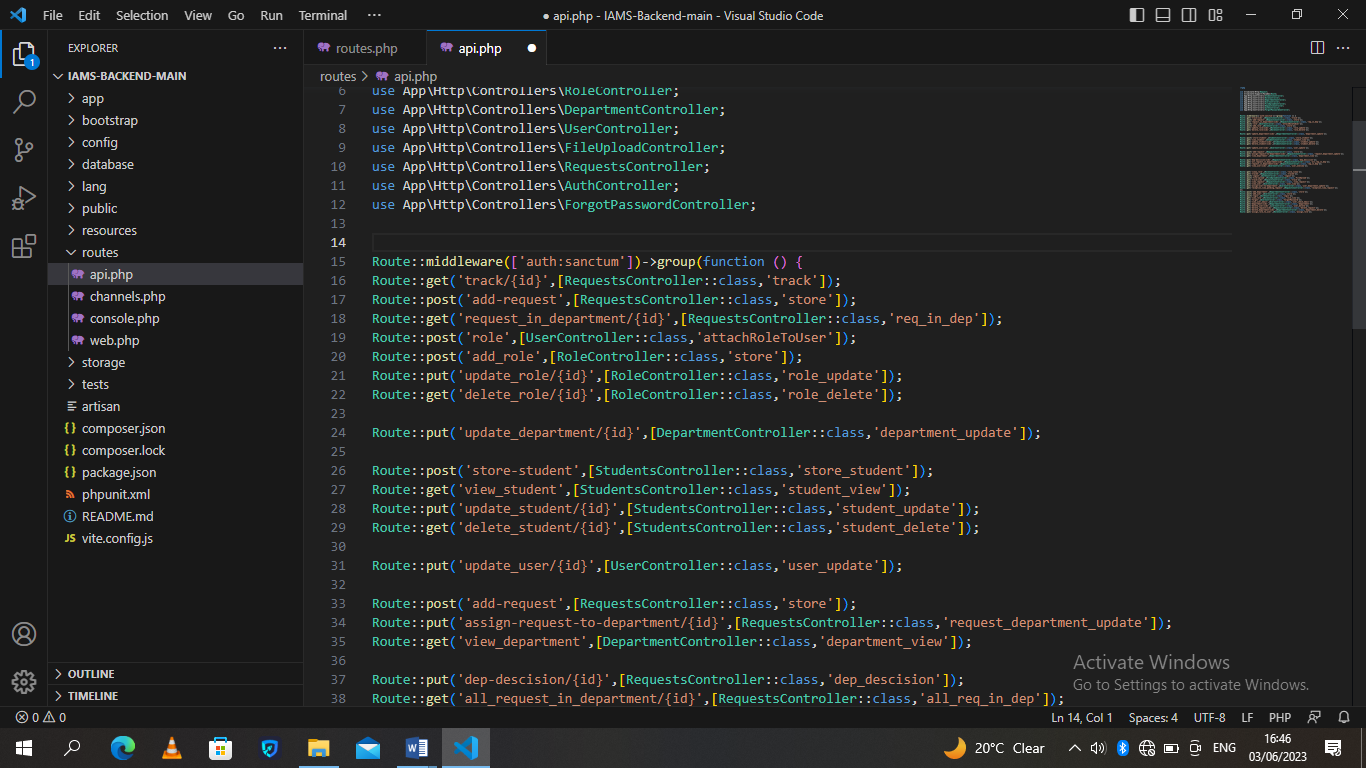 File Edit Selection View Go Run Terminal ··· ● api.php - IAMS-Backend-main - Visual Studio Code
EXPLORER ···
1
IAMS-BACKEND-MAIN
app
bootstrap
config
database
lang
public
resources
routes
api.php
channels.php
console.php
web.php
storage
tests
artisan
composer.json
composer.lock
package.json
phpunit.xml
README.md
JS vite.config.js
OUTLINE
TIMELINE
routes.php api.php ●
routes > api.php
6 use App\Http\Controllers\RoleController;
7 use App\Http\Controllers\DepartmentController;
8 use App\Http\Controllers\UserController;
9 use App\Http\Controllers\FileUploadController;
10 use App\Http\Controllers\RequestsController;
11 use App\Http\Controllers\AuthController;
12 use App\Http\Controllers\ForgotPasswordController;
13
14
15 Route::middleware(['auth:sanctum'])->group(function () {
16 Route::get('track/{id}',[RequestsController::class,'track']);
17 Route::post('add-request',[RequestsController::class,'store']);
18 Route::get('request_in_department/{id}',[RequestsController::class,'req_in_dep']);
19 Route::post('role',[UserController::class,'attachRoleToUser']);
20 Route::post('add_role',[RoleController::class,'store']);
21 Route::put('update_role/{id}',[RoleController::class,'role_update']);
22 Route::get('delete_role/{id}',[RoleController::class,'role_delete']);
23
24 Route::put('update_department/{id}',[DepartmentController::class,'department_update']);
25
26 Route::post('store-student',[StudentsController::class,'store_student']);
27 Route::get('view_student',[StudentsController::class,'student_view']);
28 Route::put('update_student/{id}',[StudentsController::class,'student_update']);
29 Route::get('delete_student/{id}',[StudentsController::class,'student_delete']);
30
31 Route::put('update_user/{id}',[UserController::class,'user_update']);
32
33 Route::post('add-request',[RequestsController::class,'store']);
34 Route::put('assign-request-to-department/{id}',[RequestsController::class,'request_department_update']);
35 Route::get('view_department',[DepartmentController::class,'department_view']);
36
37 Route::put('dep-descision/{id}',[RequestsController::class,'dep_descision']);
38 Route::get('all_request_in_department/{id}',[RequestsController::class,'all_req_in_dep']);
Activate Windows
Go to Settings to activate Windows.
0 0 Ln 14, Col 1 Spaces: 4 UTF-8 LF PHP
20°C Clear ENG 16:46
03/06/2023